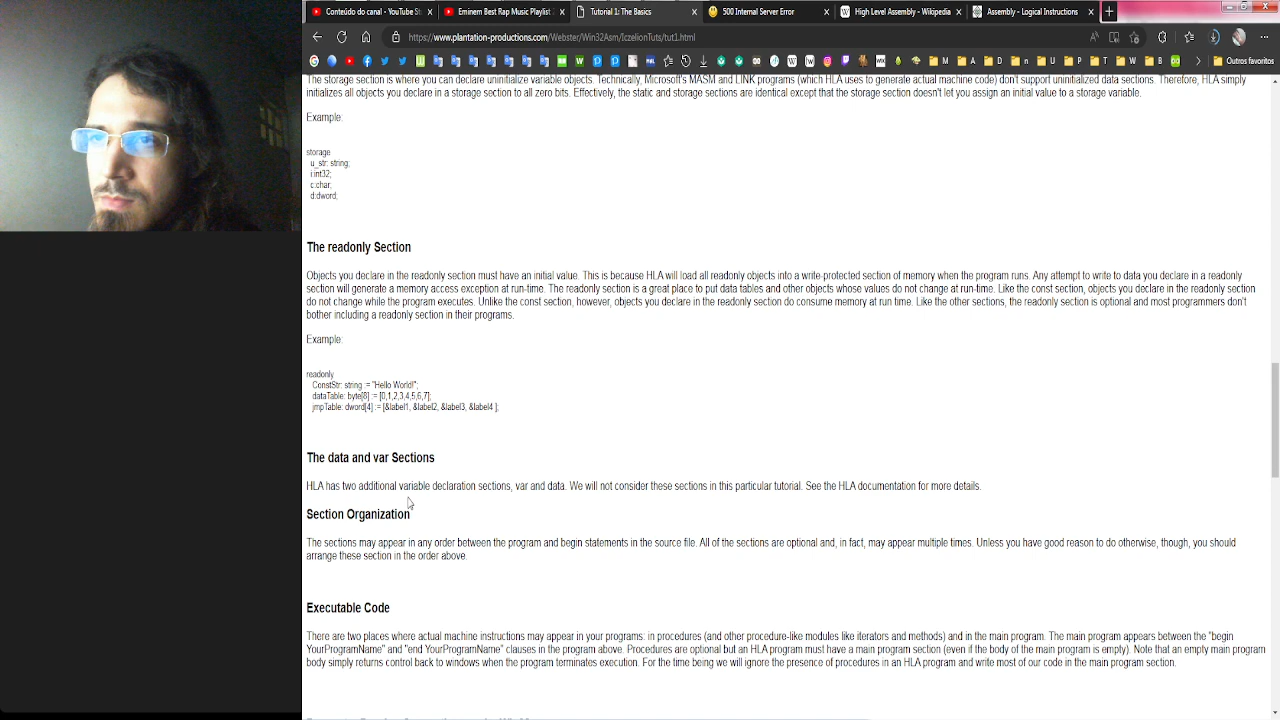 Conteúdo do canal - YouTube St
Eminem Best Rap Music Playlist
Tutorial 1: The Basics
500 Internal Server Error
High Level Assembly - Wikipedia
Assembly - Logical Instructions
https://www.plantation-productions.com/Webster/Win32Asm/IczelionTuts/tut1.html
M A D N M U P T W B Outros favoritos
The storage section is where you can declare uninitialize variable objects. Technically, Microsoft's MASM and LINK programs (which HLA uses to generate actual machine code) don't support uninitialized data sections. Therefore, HLA simply
initializes all objects you declare in a storage section to all zero bits. Effectively, the static and storage sections are identical except that the storage section doesn't let you assign an initial value to a storage variable.
Example:
storage
u_str: string;
i:int32;
c:char;
d:dword;
The readonly Section
Objects you declare in the readonly section must have an initial value. This is because HLA will load all readonly objects into a write-protected section of memory when the program runs. Any attempt to write to data you declare in a readonly
section will generate a memory access exception at run-time. The readonly section is a great place to put data tables and other objects whose values do not change at run-time. Like the const section, objects you declare in the readonly section
do not change while the program executes. Unlike the const section, however, objects you declare in the readonly section do consume memory at run time. Like the other sections, the readonly section is optional and most programmers don't
bother including a readonly section in their programs.
Example:
readonly
ConstStr: string := "Hello World!";
dataTable: byte[8] := [0,1,2,3,4,5,6,7];
jmpTable: dword[4] := [&label1, &label2, &label3, &label4 ];
The data and var Sections
HLA has two additional variable declaration sections, var and data. We will not consider these sections in this particular tutorial. See the HLA documentation for more details.
Section Organization
The sections may appear in any order between the program and begin statements in the source file. All of the sections are optional and, in fact, may appear multiple times. Unless you have good reason to do otherwise, though, you should
arrange these section in the order above.
Executable Code
There are two places where actual machine instructions may appear in your programs: in procedures (and other procedure-like modules like iterators and methods) and in the main program. The main program appears between the "begin
YourProgramName" and "end YourProgramName" clauses in the program above. Procedures are optional but an HLA program must have a main program section (even if the body of the main program is empty). Note that an empty main program
body simply returns control back to windows when the program terminates execution. For the time being we will ignore the presence of procedures in an HLA program and write most of our code in the main program section.